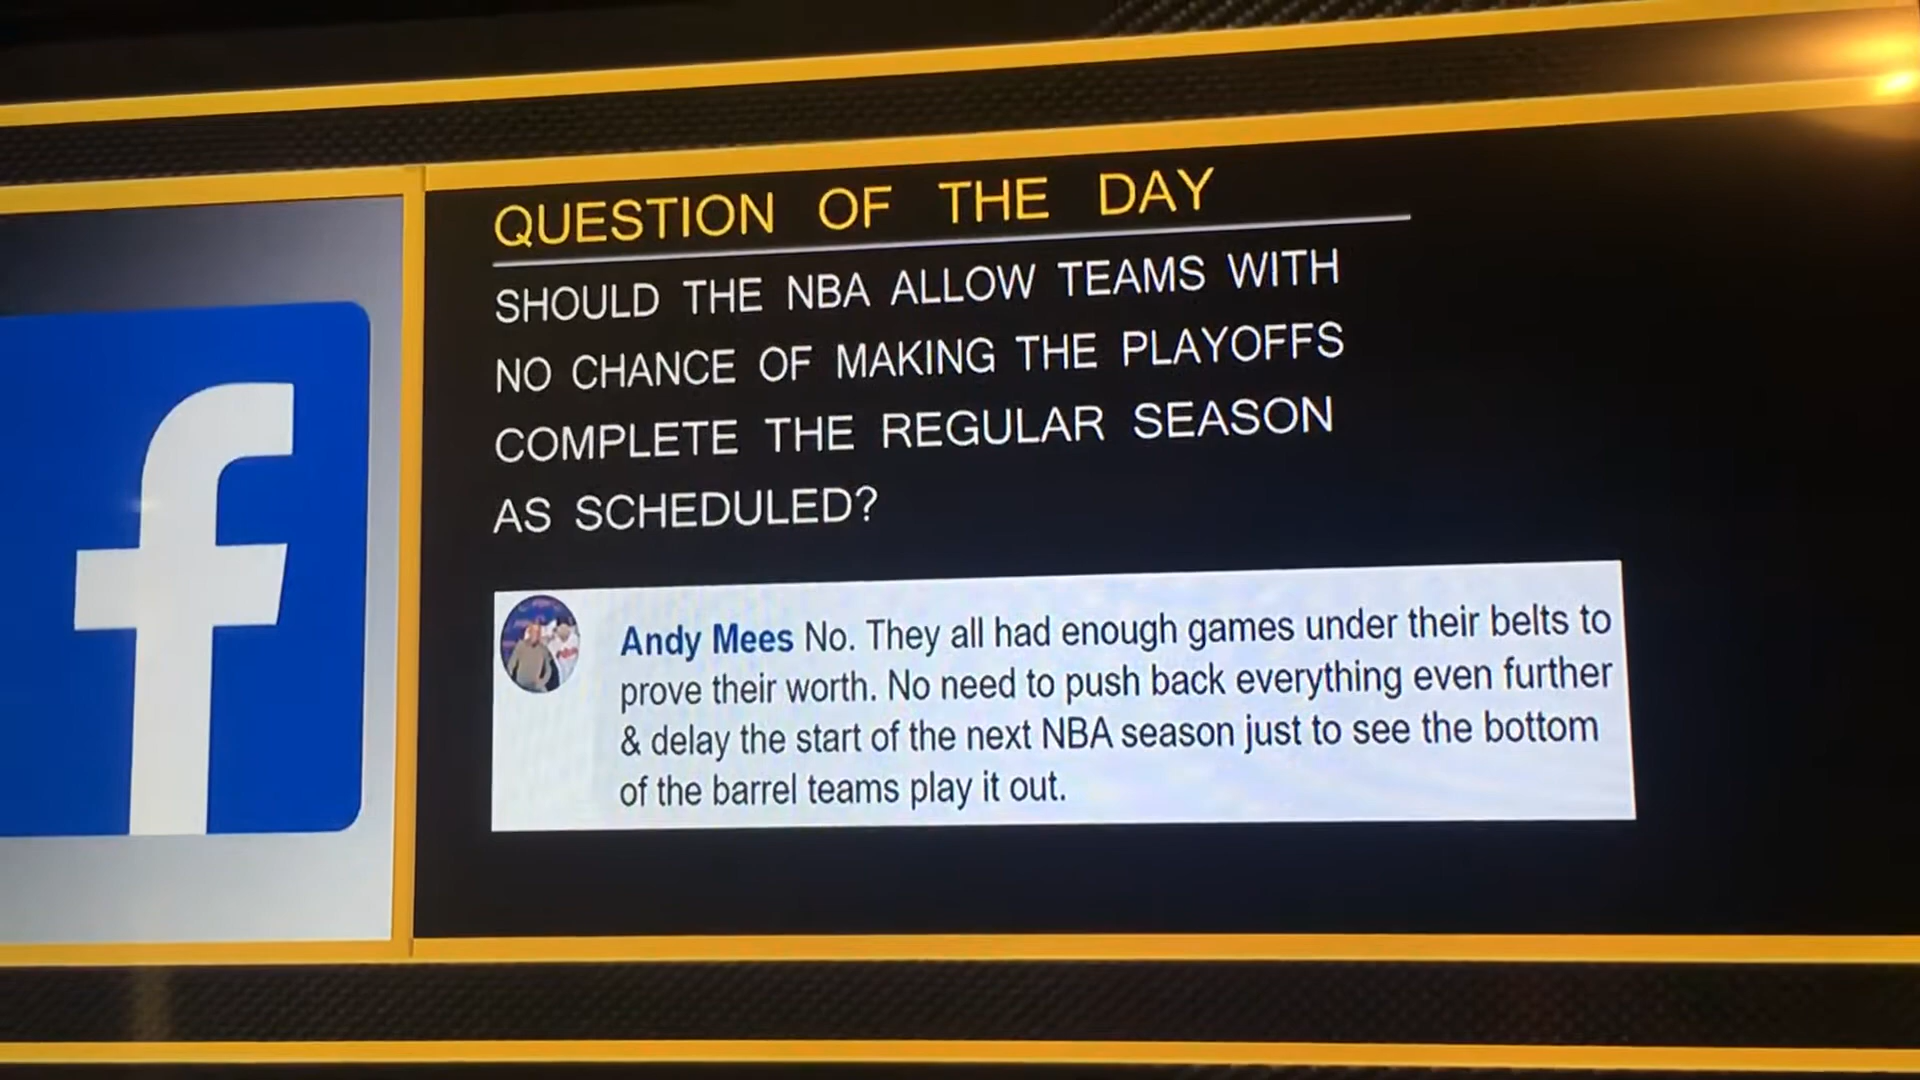 QUESTION OF THE DAY
SHOULD THE NBA ALLOW TEAMS WITH
NO CHANCE OF MAKING THE PLAYOFFS
COMPLETE THE REGULAR SEASON
AS SCHEDULED?
Andy Mees No. They all had enough games under their belts to
prove their worth. No need to push back everything even further
& delay the start of the next NBA season just to see the bottom
of the barrel teams play it out.